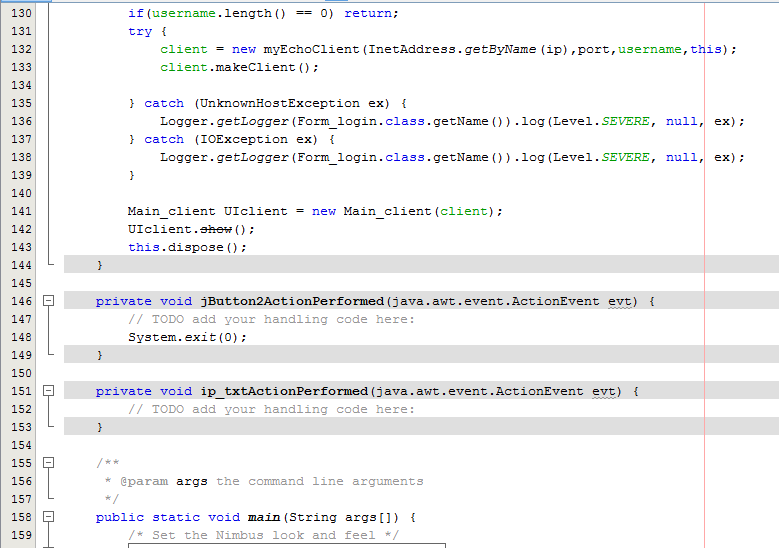 130 if(username.length() == 0) return;
131 try {
132 client = new myEchoClient(InetAddress.getByName(ip),port,username,this);
133 client.makeClient();
134
135 } catch (UnknownHostException ex) {
136 Logger.getLogger(Form_login.class.getName()).log(Level.SEVERE, null, ex);
137 } catch (IOException ex) {
138 Logger.getLogger(Form_login.class.getName()).log(Level.SEVERE, null, ex);
139 }
140
141 Main_client UIclient = new Main_client(client);
142 UIclient.show();
143 this.dispose();
144 }
145
146 private void jButton2ActionPerformed(java.awt.event.ActionEvent evt) {
147 // TODO add your handling code here:
148 System.exit(0);
149 }
150
151 private void ip_txtActionPerformed(java.awt.event.ActionEvent evt) {
152 // TODO add your handling code here:
153 }
154
155 /**
156 * @param args the command line arguments
157 */
158 public static void main(String args[]) {
159 /* Set the Nimbus look and feel */